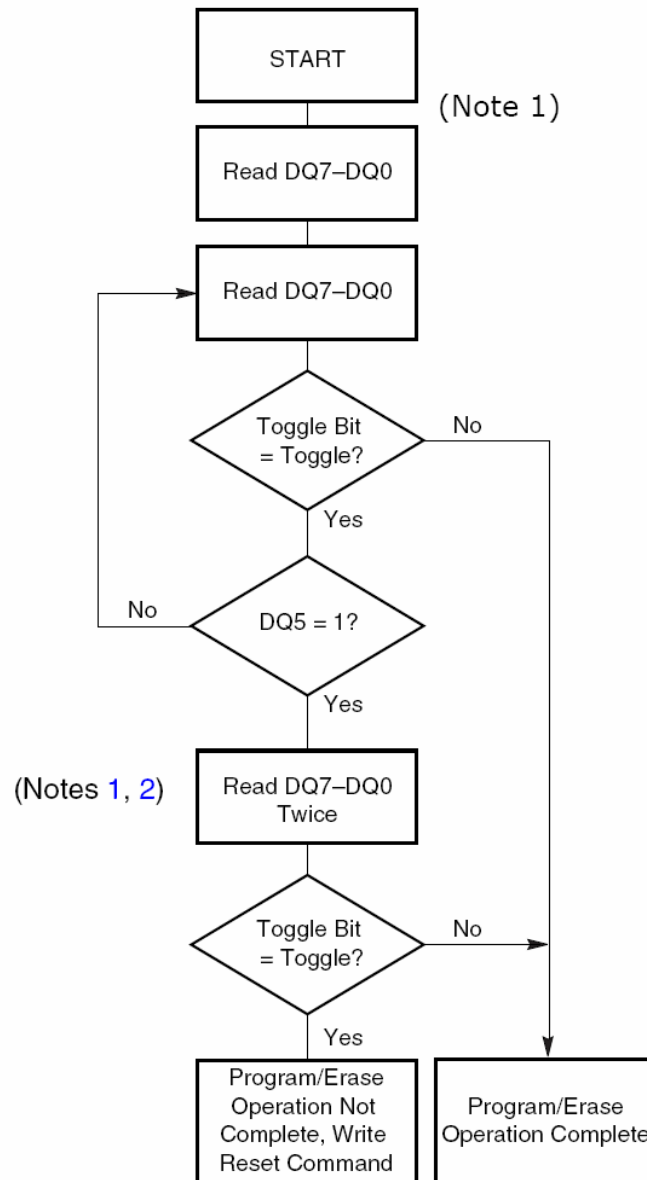 START
(Note 1)
Read DQ7–DQ0
Read DQ7–DQ0
Toggle Bit
= Toggle?
No
Yes
No
DQ5 = 1?
Yes
(Notes 1, 2)
Read DQ7–DQ0
Twice
Toggle Bit
= Toggle?
No
Yes
Program/Erase
Operation Not
Complete, Write
Reset Command
Program/Erase
Operation Complete